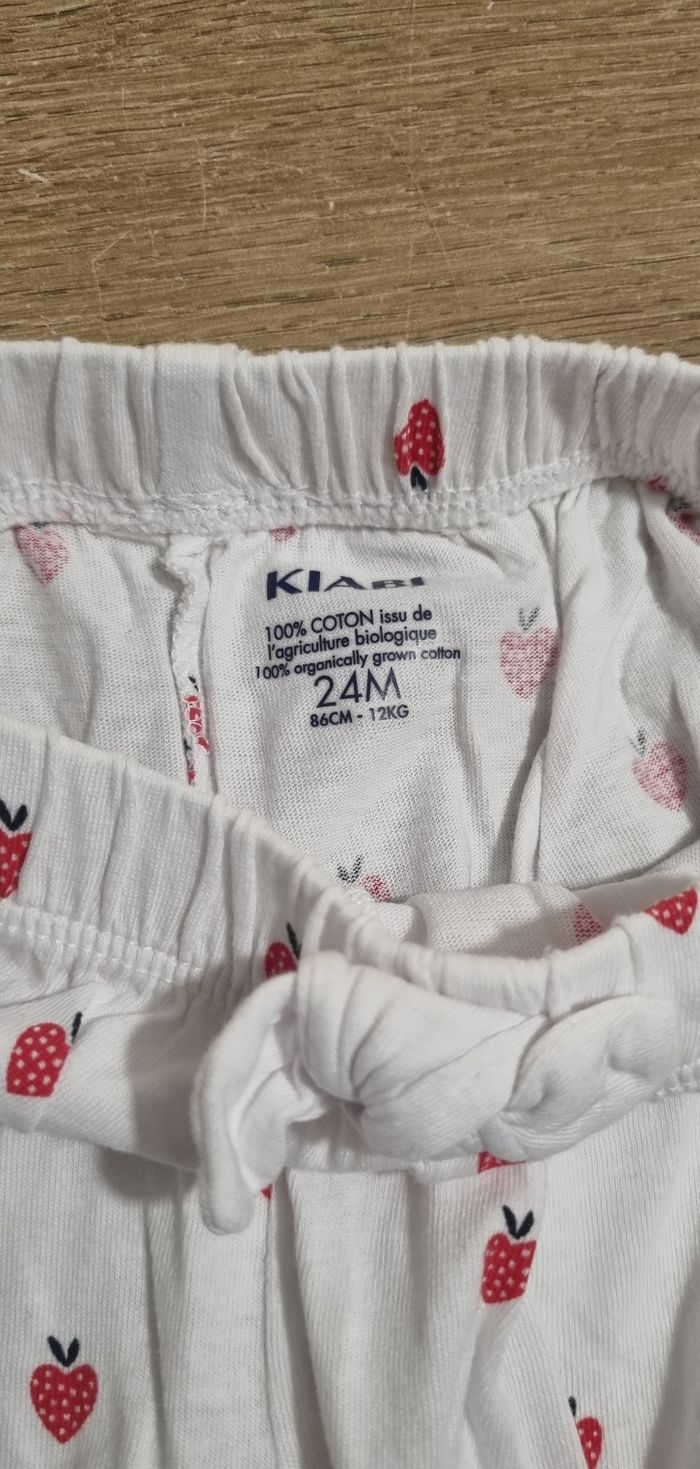 KIABI
100% COTON issu de
l'agriculture biologique
100% organically grown cotton
24M
86CM - 12KG